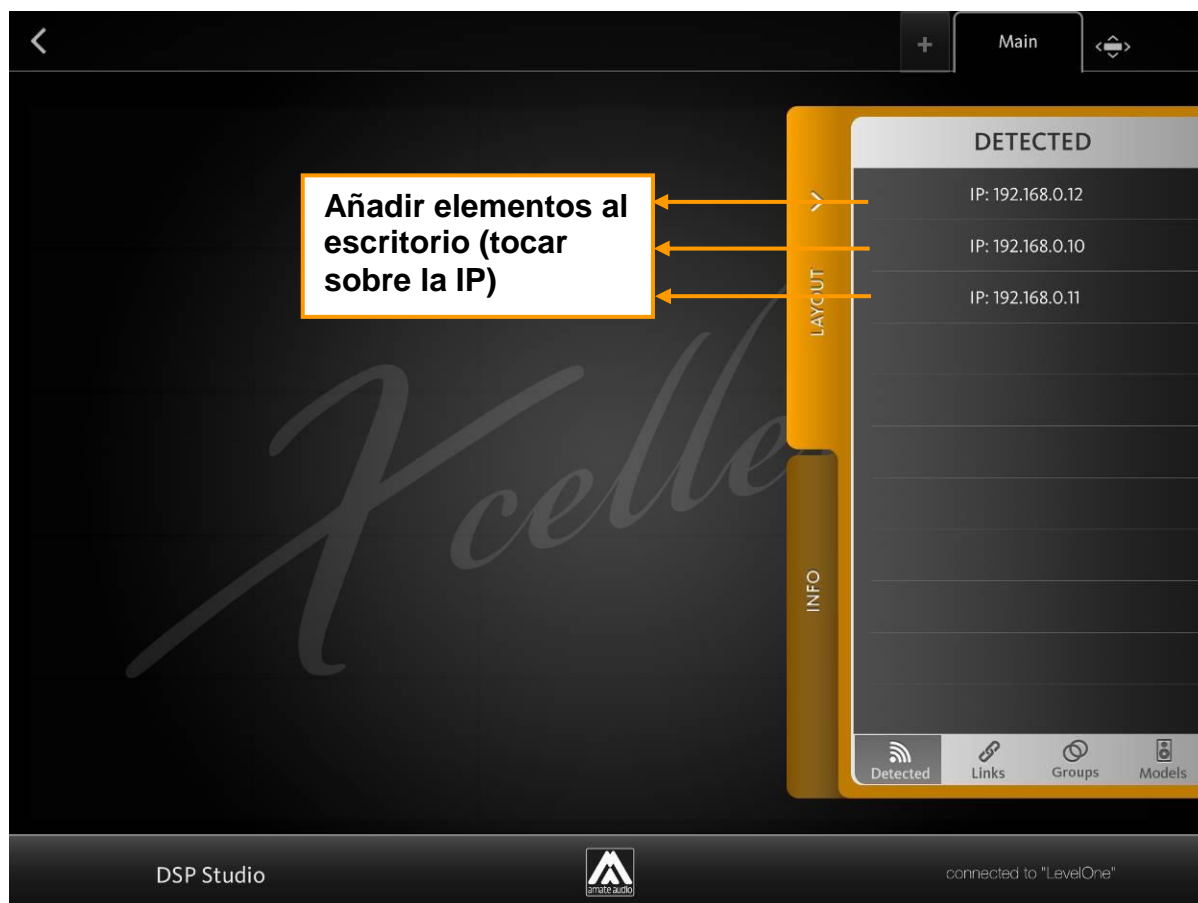 Main
DETECTED
IP: 192.168.0.12
IP: 192.168.0.10
IP: 192.168.0.11
Añadir elementos al
escritorio (tocar
sobre la IP)
LAYOUT
INFO
Xcelle
Detected
Links
Groups
Models
DSP Studio
amate audio
connected to "LevelOne"